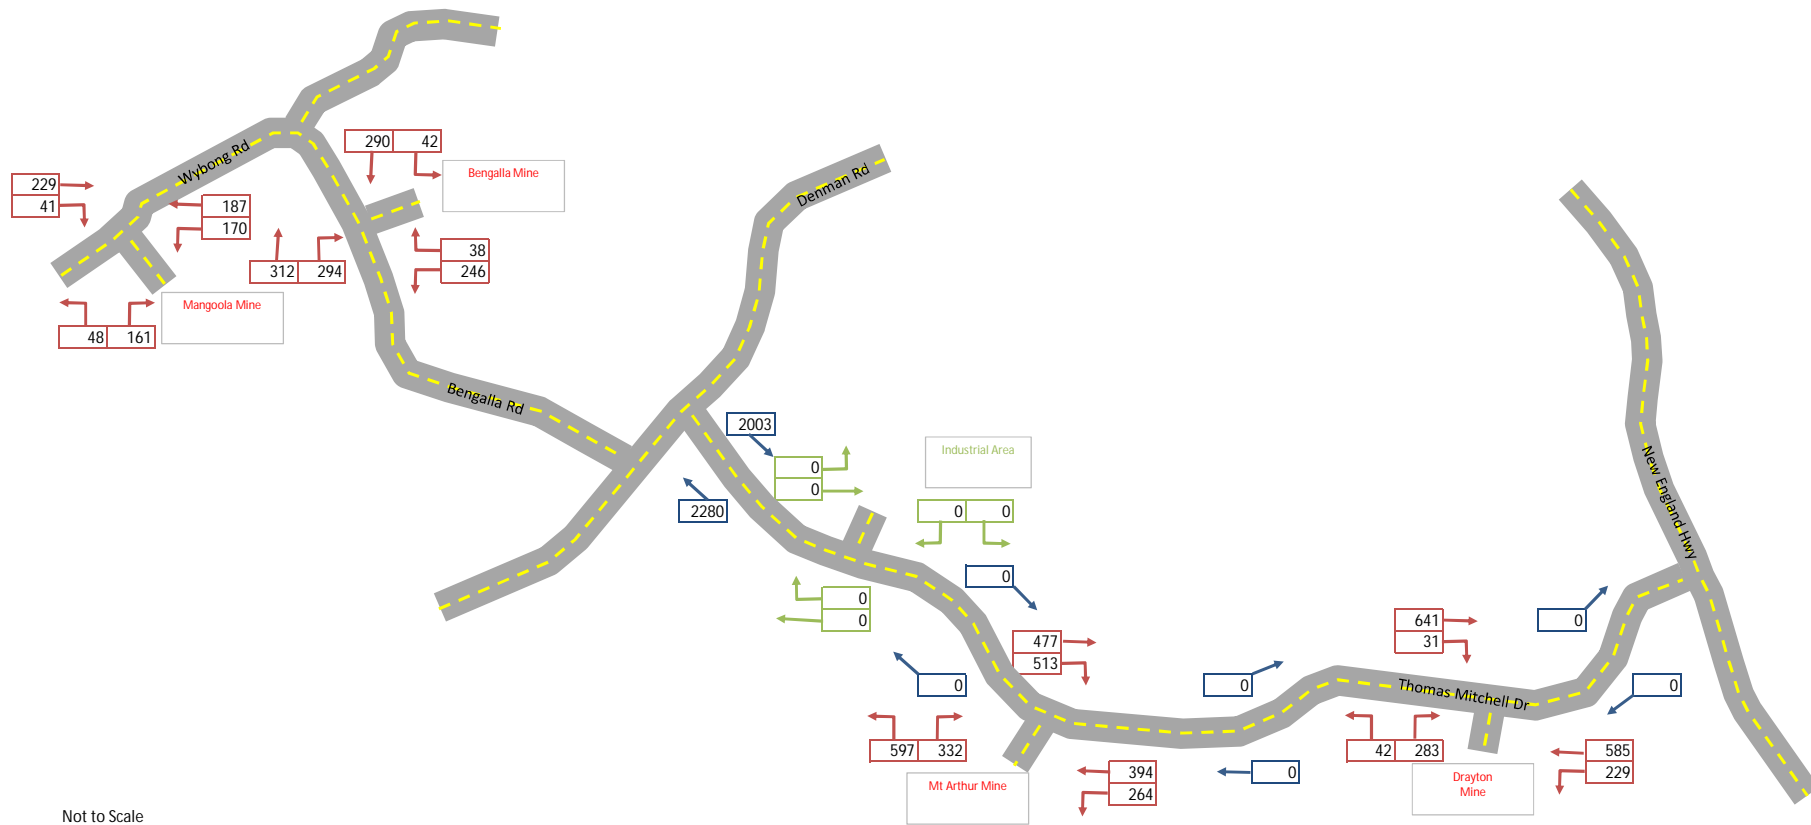 290 42
Bengalla Mine
Wybong Rd
Denman Rd
229
41
187
170
38
246
312 294
Mangoola Mine
48 161
Bengalla Rd
2003
Industrial Area
0
0
2280
0 0
New England Hwy
0
0
0
477
513
641
31
0
0
0
Thomas Mitchell Dr
0
597 332
42 283
585
229
394
264
0
Mt Arthur Mine
Drayton
Mine
Not to Scale